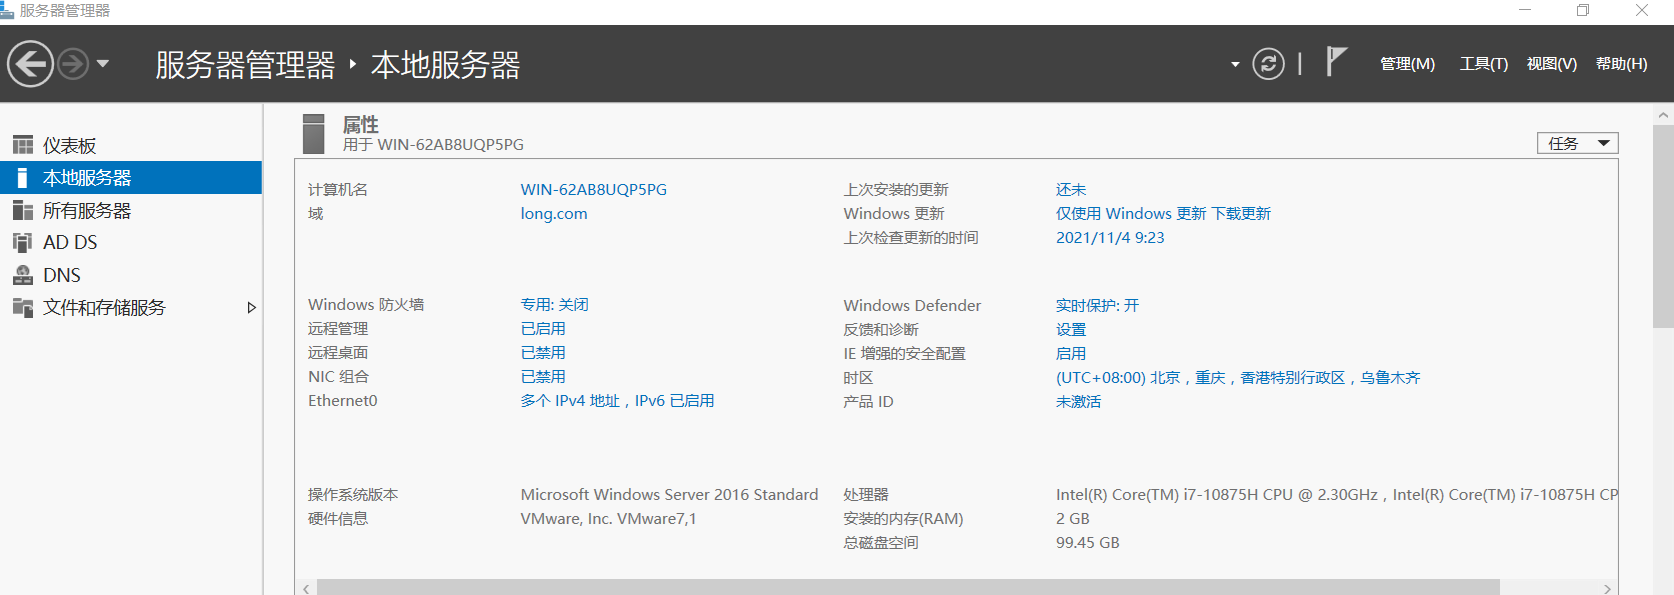 服务器管理器
服务器管理器 ‣ 本地服务器
管理(M) 工具(T) 视图(V) 帮助(H)
仪表板
本地服务器
所有服务器
AD DS
DNS
文件和存储服务
属性
用于 WIN-62AB8UQP5PG
任务
计算机名 WIN-62AB8UQP5PG 上次安装的更新 还未
域 long.com Windows 更新 仅使用 Windows 更新 下载更新
上次检查更新的时间 2021/11/4 9:23
Windows 防火墙 专用: 关闭 Windows Defender 实时保护: 开
远程管理 已启用 反馈和诊断 设置
远程桌面 已禁用 IE 增强的安全配置 启用
NIC 组合 已禁用 时区 (UTC+08:00) 北京，重庆，香港特别行政区，乌鲁木齐
Ethernet0 多个 IPv4 地址，IPv6 已启用 产品 ID 未激活
操作系统版本 Microsoft Windows Server 2016 Standard 处理器 Intel(R) Core(TM) i7-10875H CPU @ 2.30GHz , Intel(R) Core(TM) i7-10875H CP
硬件信息 VMware, Inc. VMware7,1 安装的内存(RAM) 2 GB
总磁盘空间 99.45 GB